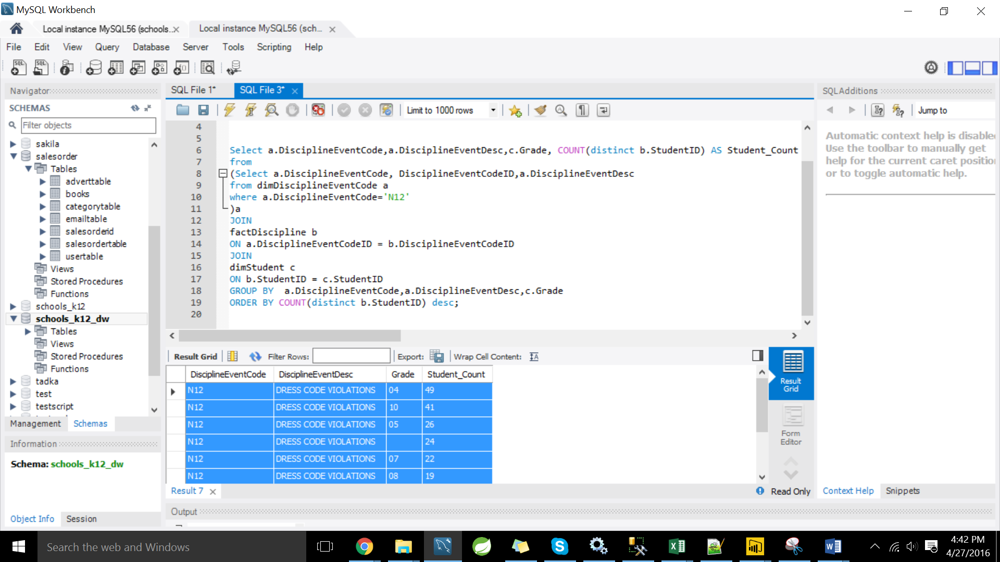 MySQL Workbench
Local instance MySQL56 (schools..
Local instance MySQL56 (sch...
File Edit View Query Database Server Tools Scripting Help
Navigator
SCHEMAS
Filter objects
sakila
salesorder
Tables
adverttable
books
categorytable
emailtable
salesorderid
salesordertable
usertable
Views
Stored Procedures
Functions
schools_k12
schools_k12_dw
Tables
Views
Stored Procedures
Functions
tadka
test
testscript
Management Schemas
Information
Schema: schools_k12_dw
Object Info Session
SQL File 1*
SQL File 3*
Limit to 1000 rows
4
5
6 Select a.DisciplineEventCode,a.DisciplineEventDesc,c.Grade, COUNT(distinct b.StudentID) AS Student_Count
7 from
8 (Select a.DisciplineEventCode, DisciplineEventCodeID,a.DisciplineEventDesc
9 from dimDisciplineEventCode a
10 where a.DisciplineEventCode='N12'
11 )a
12 JOIN
13 factDiscipline b
14 ON a.DisciplineEventCodeID = b.DisciplineEventCodeID
15 JOIN
16 dimStudent c
17 ON b.StudentID = c.StudentID
18 GROUP BY  a.DisciplineEventCode,a.DisciplineEventDesc,c.Grade
19 ORDER BY COUNT(distinct b.StudentID) desc;
20
Result Grid Filter Rows: Export: Wrap Cell Content:
DisciplineEventCode DisciplineEventDesc Grade Student_Count
N12 DRESS CODE VIOLATIONS 04 49
N12 DRESS CODE VIOLATIONS 10 41
N12 DRESS CODE VIOLATIONS 05 26
N12 DRESS CODE VIOLATIONS 24
N12 DRESS CODE VIOLATIONS 07 22
N12 DRESS CODE VIOLATIONS 08 19
Result Grid
Form Editor
Result 7
Read Only
Output
SQLAdditions
Jump to
Automatic context help is disable
Use the toolbar to manually get
help for the current caret position
or to toggle automatic help.
Context Help Snippets
Search the web and Windows
4:42 PM
4/27/2016